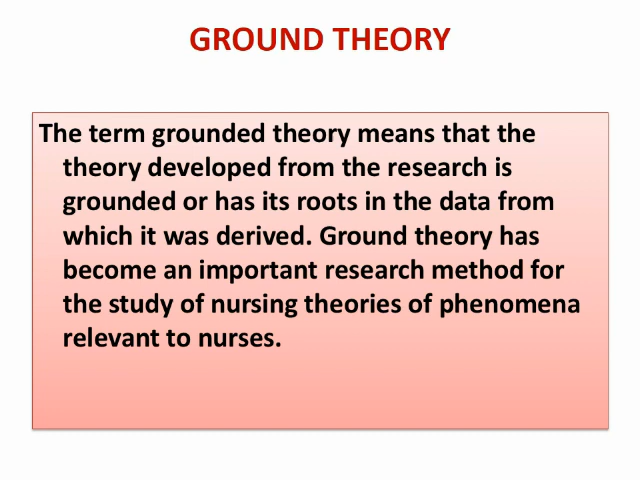 GROUND THEORY
The term grounded theory means that the
theory developed from the research is
grounded or has its roots in the data from
which it was derived. Ground theory has
become an important research method for
the study of nursing theories of phenomena
relevant to nurses.